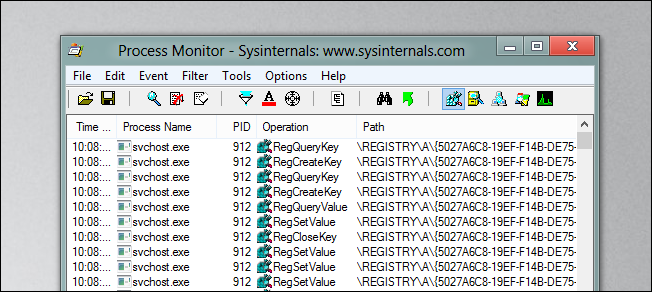 Process Monitor - Sysinternals: www.sysinternals.com
File Edit Event Filter Tools Options Help
Time ... Process Name PID Operation Path
10:08:... svchost.exe 912 RegQueryKey \REGISTRY\A\{5027A6C8-19EF-F14B-DE75-
10:08:... svchost.exe 912 RegCreateKey \REGISTRY\A\{5027A6C8-19EF-F14B-DE75-
10:08:... svchost.exe 912 RegQueryKey \REGISTRY\A\{5027A6C8-19EF-F14B-DE75-
10:08:... svchost.exe 912 RegCreateKey \REGISTRY\A\{5027A6C8-19EF-F14B-DE75-
10:08:... svchost.exe 912 RegQueryValue \REGISTRY\A\{5027A6C8-19EF-F14B-DE75-
10:08:... svchost.exe 912 RegSetValue \REGISTRY\A\{5027A6C8-19EF-F14B-DE75-
10:08:... svchost.exe 912 RegCloseKey \REGISTRY\A\{5027A6C8-19EF-F14B-DE75-
10:08:... svchost.exe 912 RegSetValue \REGISTRY\A\{5027A6C8-19EF-F14B-DE75-
10:08:... svchost.exe 912 RegSetValue \REGISTRY\A\{5027A6C8-19EF-F14B-DE75-
10:08:... svchost.exe 912 RegSetValue \REGISTRY\A\{5027A6C8-19EF-F14B-DE75-